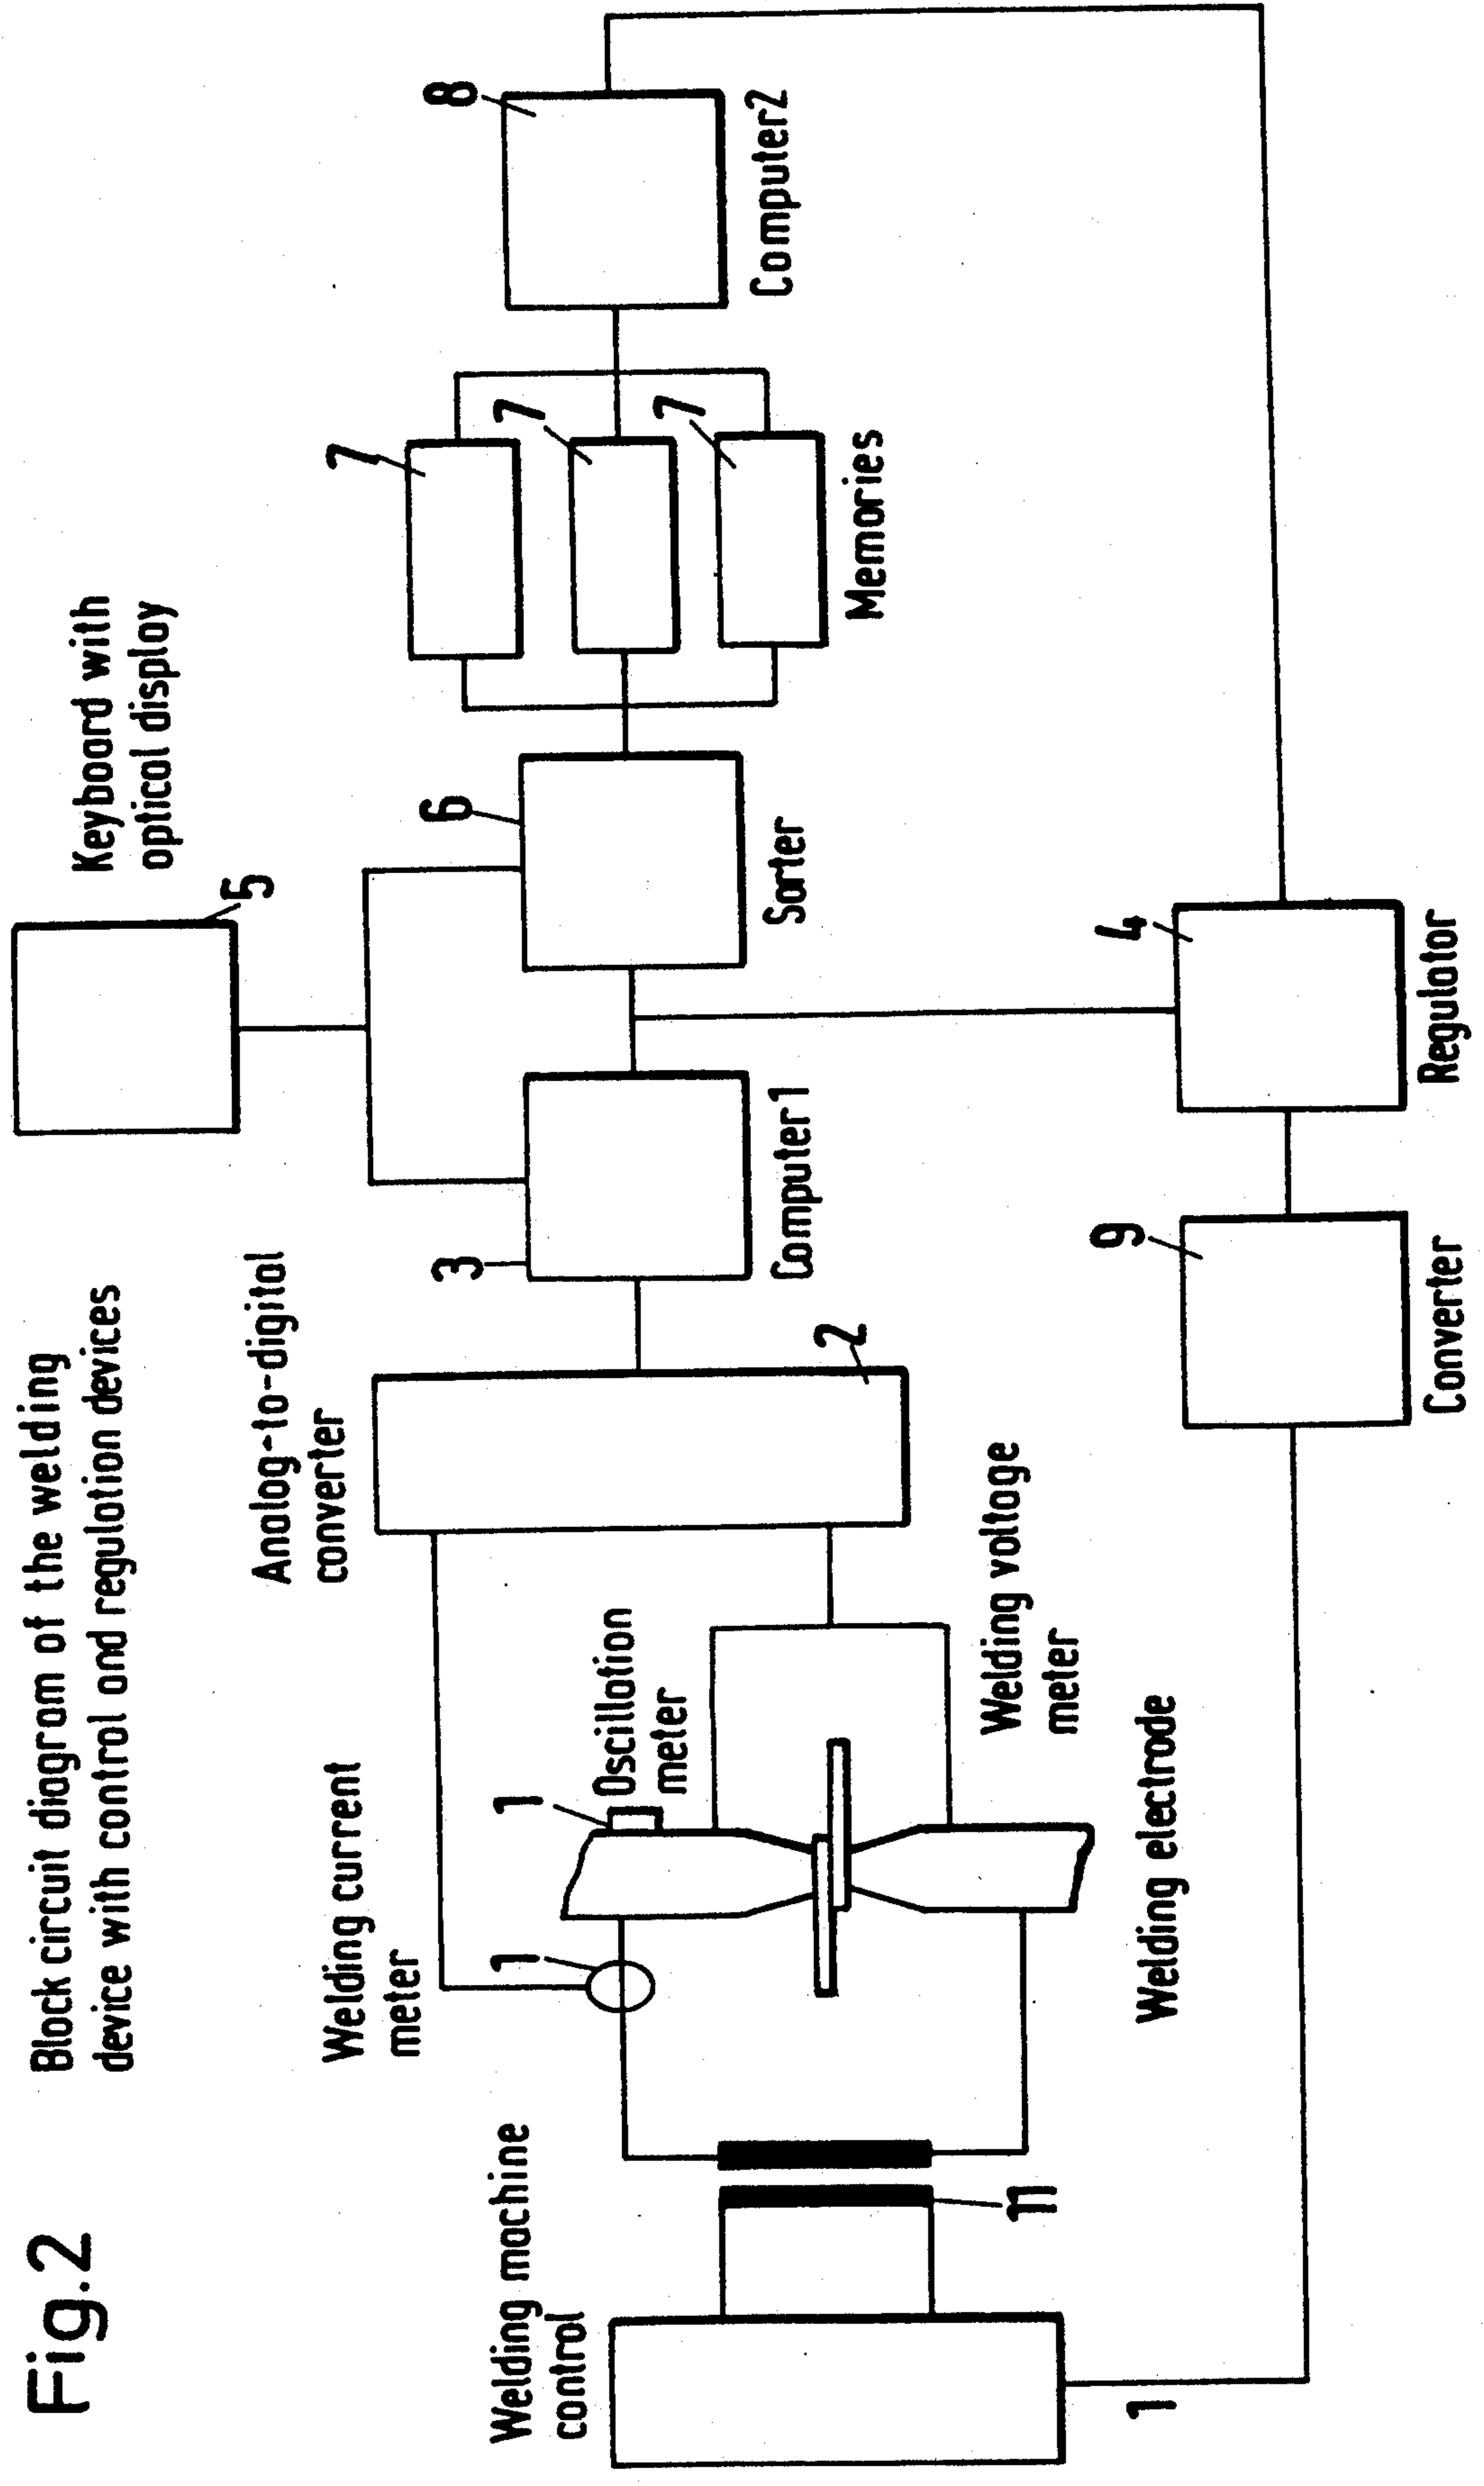 Fig.2
Block circuit diagram of the welding
device with control and regulation devices
Keyboard with
optical display
5
Analog-to-digital
converter
2
Welding current
meter
1
Welding machine
control
1
11
1
Oscillation
meter
Welding voltage
meter
Welding electrode
3
Computer1
6
Sorter
7
7
7
Memories
8
Computer2
4
Regulator
9
Converter